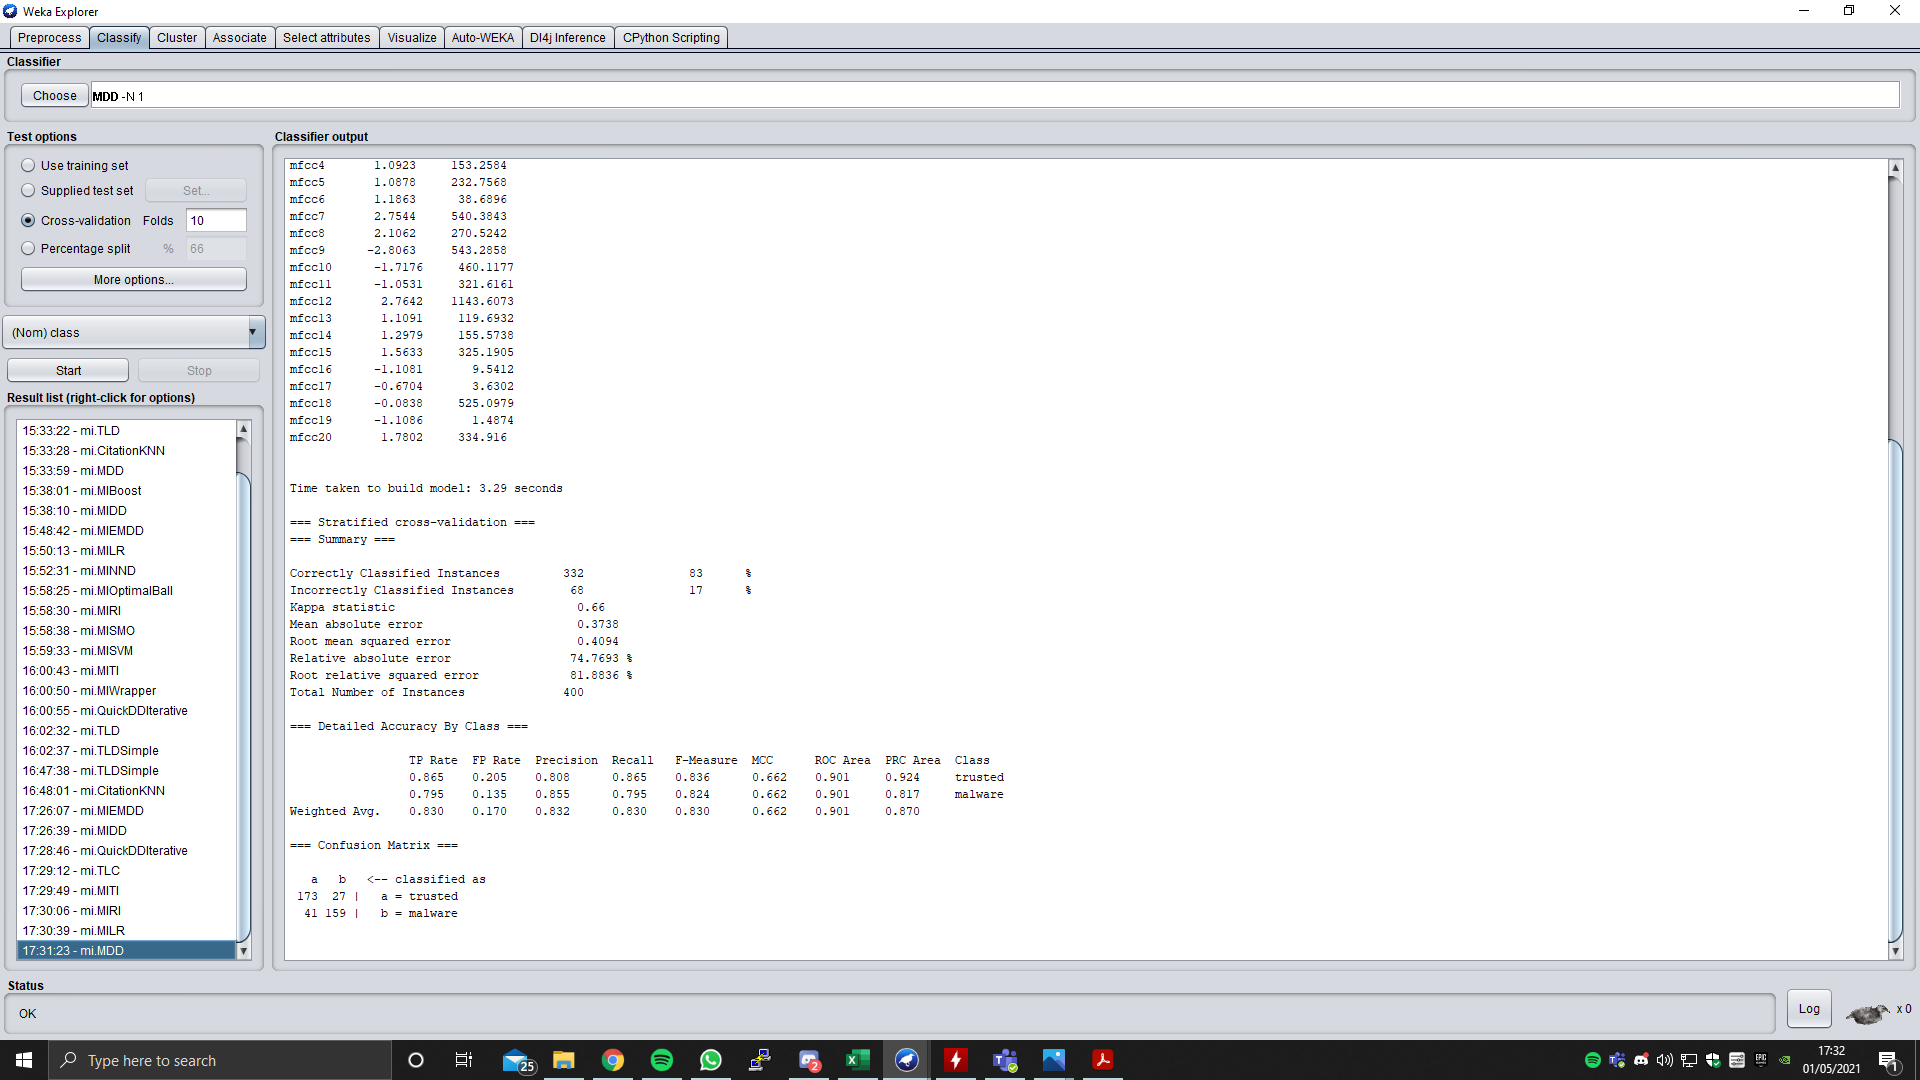 Weka Explorer
Preprocess Classify Cluster Associate Select attributes Visualize Auto-WEKA Dl4j Inference CPython Scripting
Classifier
Choose MDD -N 1
Test options
Use training set
Supplied test set Set...
Cross-validation Folds 10
Percentage split % 66
More options...
(Nom) class
Start Stop
Result list (right-click for options)
15:33:22 - mi.TLD
15:33:28 - mi.CitationKNN
15:33:59 - mi.MDD
15:38:01 - mi.MIBoost
15:38:10 - mi.MIDD
15:48:42 - mi.MIEMDD
15:50:13 - mi.MILR
15:52:31 - mi.MINND
15:58:25 - mi.MIOptimalBall
15:58:30 - mi.MIRI
15:58:38 - mi.MISMO
15:59:33 - mi.MISVM
16:00:43 - mi.MITI
16:00:50 - mi.MIWrapper
16:00:55 - mi.QuickDDIterative
16:02:32 - mi.TLD
16:02:37 - mi.TLDSimple
16:47:38 - mi.TLDSimple
16:48:01 - mi.CitationKNN
17:26:07 - mi.MIEMDD
17:26:39 - mi.MIDD
17:28:46 - mi.QuickDDIterative
17:29:12 - mi.TLC
17:29:49 - mi.MITI
17:30:06 - mi.MIRI
17:30:39 - mi.MILR
17:31:23 - mi.MDD
Classifier output
mfcc4 1.0923 153.2584
mfcc5 1.0878 232.7568
mfcc6 1.1863 38.6896
mfcc7 2.7544 540.3843
mfcc8 2.1062 270.5242
mfcc9 -2.8063 543.2858
mfcc10 -1.7176 460.1177
mfcc11 -1.0531 321.6161
mfcc12 2.7642 1143.6073
mfcc13 1.1091 119.6932
mfcc14 1.2979 155.5738
mfcc15 1.5633 325.1905
mfcc16 -1.1081 9.5412
mfcc17 -0.6704 3.6302
mfcc18 -0.0838 525.0979
mfcc19 -1.1086 1.4874
mfcc20 1.7802 334.916
Time taken to build model: 3.29 seconds
=== Stratified cross-validation ===
=== Summary ===
Correctly Classified Instances 332 83 %
Incorrectly Classified Instances 68 17 %
Kappa statistic 0.66
Mean absolute error 0.3738
Root mean squared error 0.4094
Relative absolute error 74.7693 %
Root relative squared error 81.8836 %
Total Number of Instances 400
=== Detailed Accuracy By Class ===
TP Rate FP Rate Precision Recall F-Measure MCC ROC Area PRC Area Class
0.865 0.205 0.808 0.865 0.836 0.662 0.901 0.924 trusted
0.795 0.135 0.855 0.795 0.824 0.662 0.901 0.817 malware
Weighted Avg. 0.830 0.170 0.832 0.830 0.830 0.662 0.901 0.870
=== Confusion Matrix ===
a b <-- classified as
173 27 | a = trusted
41 159 | b = malware
Status
OK
Log x 0
Type here to search
25
2
17:32
01/05/2021
1